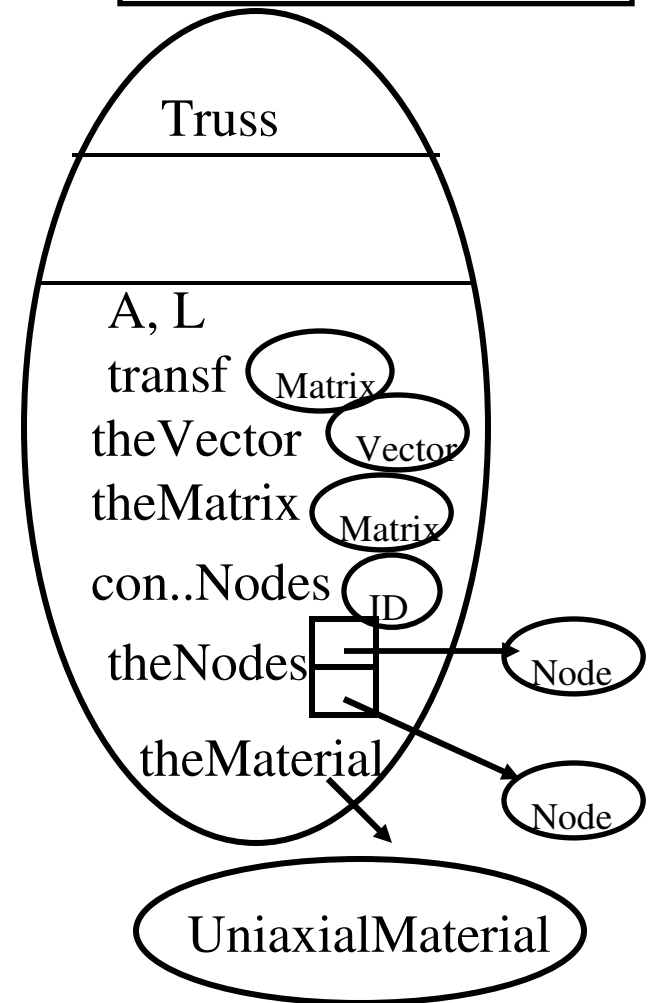 Truss
A, L
transf Matrix
theVector Vector
theMatrix Matrix
con..Nodes ID
theNodes Node
theMaterial
Node
UniaxialMaterial